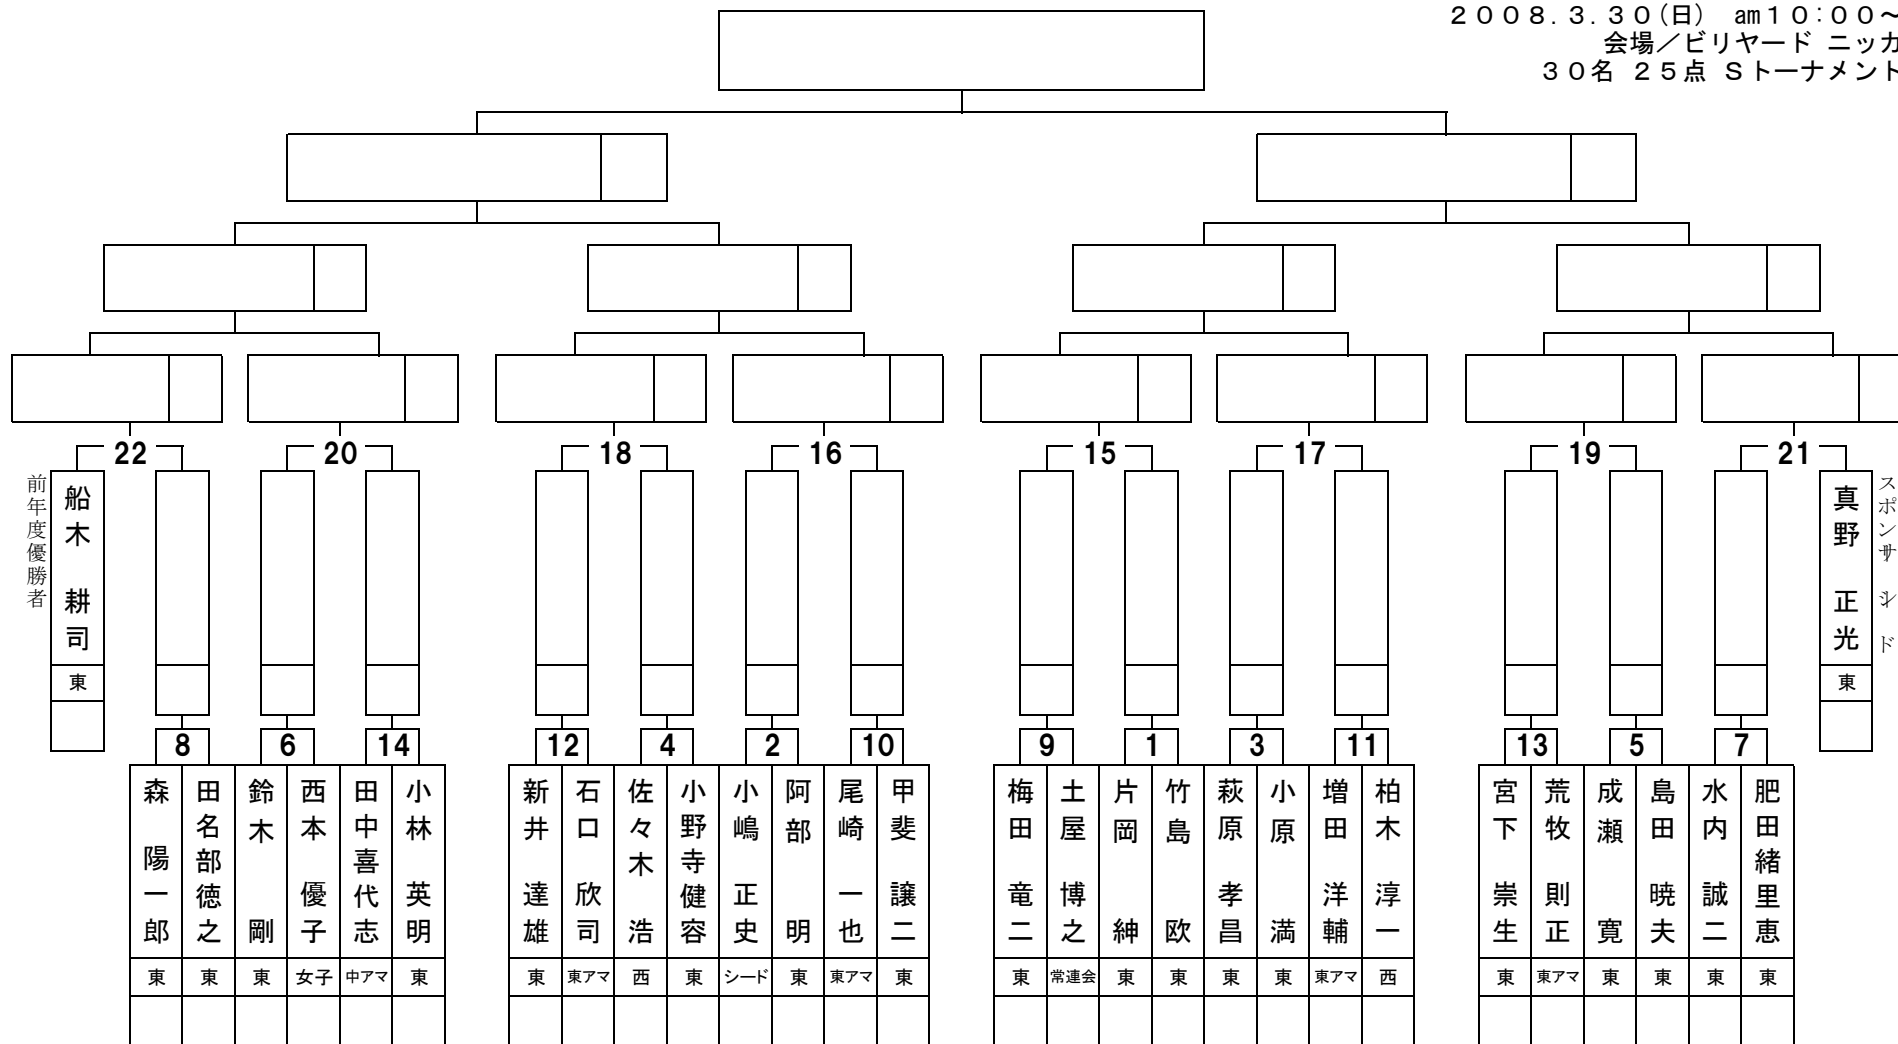 ２００８．３．３０（日） am１０：００～
会場／ビリヤード ニッカ
３０名 ２５点 Ｓトーナメント
22
20
18
16
15
17
19
21
前年度優勝者
船木 耕司
東
真野 正光
東
スポンサーシード
8
6
14
12
4
2
10
9
1
3
11
13
5
7
森 陽一郎
田名部徳之
鈴木 剛
西本 優子
田中喜代志
小林 英明
新井 達雄
石口 欣司
佐々木 浩
小野寺健容
小嶋 正史
阿部 明
尾崎 一也
甲斐 譲二
梅田 竜二
土屋 博之
片岡 紳
竹島 欧
萩原 孝昌
小原 満
増田 洋輔
柏木 淳一
宮下 崇生
荒牧 則正
成瀬 寛
島田 暁夫
水内 誠二
肥田緒里恵
東 東 東 女子 中アマ 東
東 東アマ 西 東 シード 東 東アマ 東
東 常連会 東 東 東 東 東アマ 西
東 東アマ 東 東 東 東